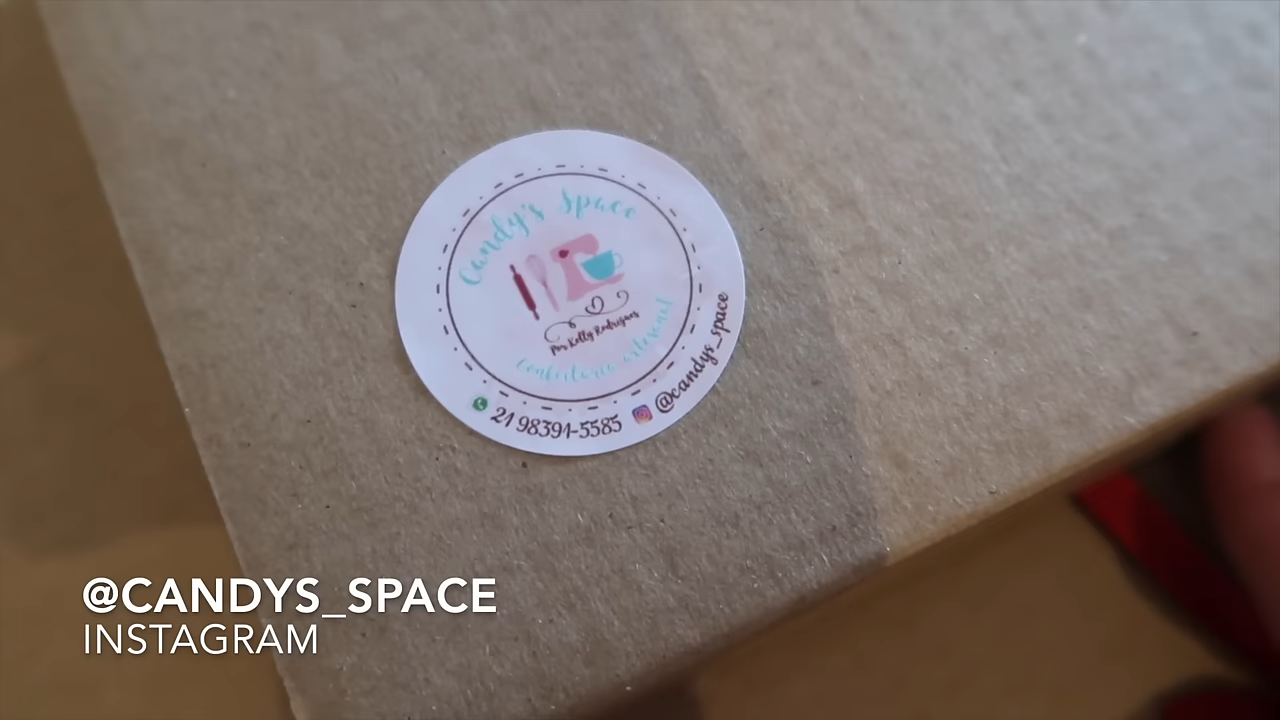 Candy's Space
Por Kelly Rodrigues
Confeitaria artesanal
21 98391-5585
@candys_space
@CANDYS_SPACE
INSTAGRAM